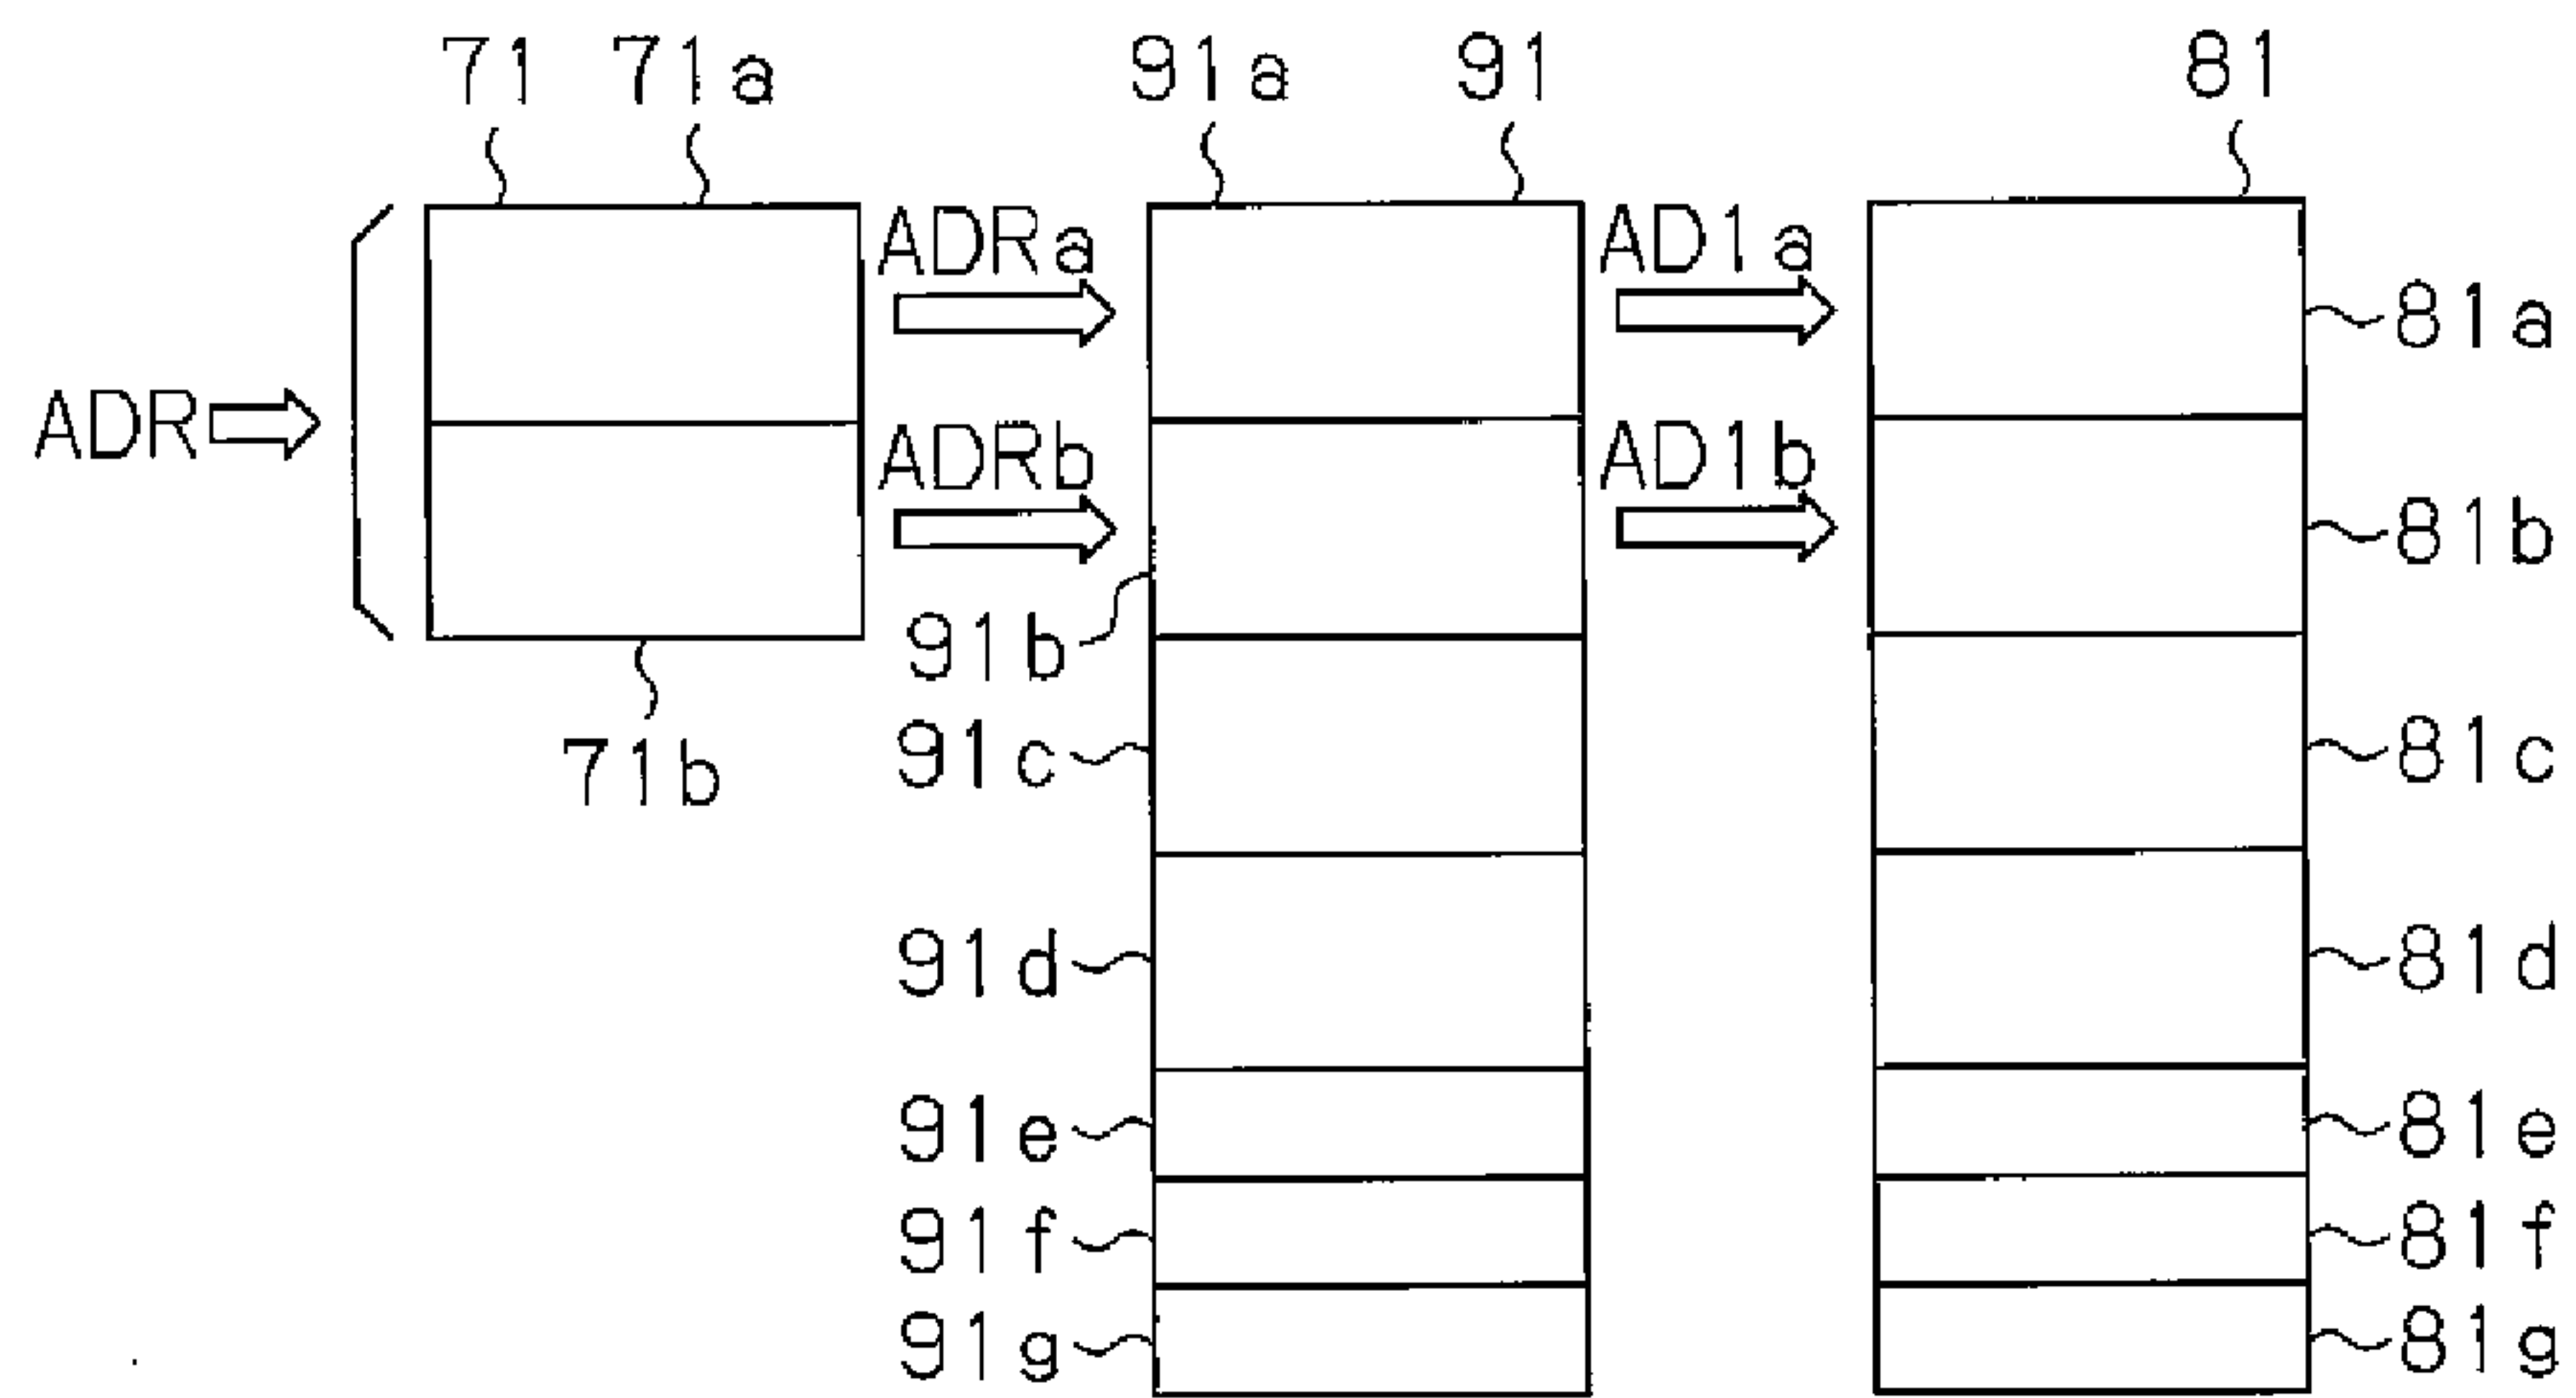 71 71a 91a 91 81
ADRa AD1a
81a
ADR
ADRb AD1b
81b
91b
71b
91c 81c
91d 81d
91e 81e
91f 81f
91g 81g